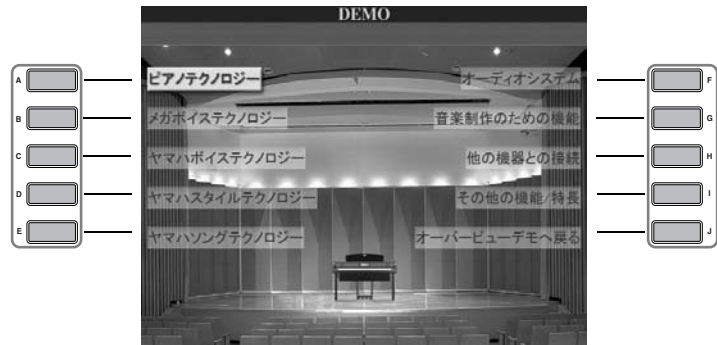 DEMO
A ピアノテクノロジー オーディオシステム F
B メガボイステクノロジー 音楽制作のための機能 G
C ヤマハボイステクノロジー 他の機器との接続 H
D ヤマハスタイルテクノロジー その他の機能/特長 I
E ヤマハソングテクノロジー オーバービューデモへ戻る J